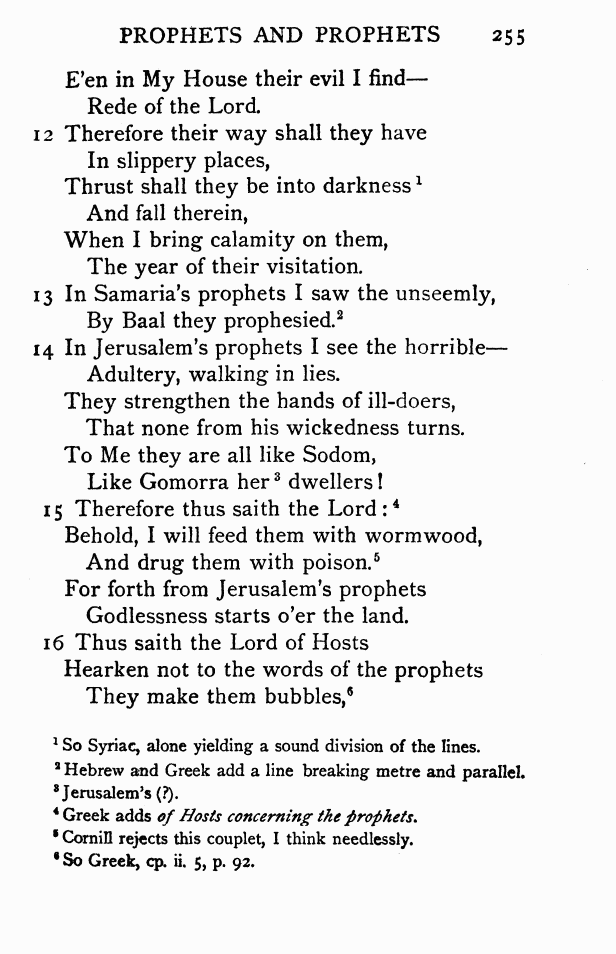 PROPHETS AND PROPHETS 255
E'en in My House their evil I find—
Rede of the Lord.
12 Therefore their way shall they have
In slippery places,
Thrust shall they be into darkness ¹
And fall therein,
When I bring calamity on them,
The year of their visitation.
13 In Samaria's prophets I saw the unseemly,
By Baal they prophesied.²
14 In Jerusalem's prophets I see the horrible—
Adultery, walking in lies.
They strengthen the hands of ill-doers,
That none from his wickedness turns.
To Me they are all like Sodom,
Like Gomorra her ³ dwellers!
15 Therefore thus saith the Lord: ⁴
Behold, I will feed them with wormwood,
And drug them with poison.⁵
For forth from Jerusalem's prophets
Godlessness starts o'er the land.
16 Thus saith the Lord of Hosts
Hearken not to the words of the prophets
They make them bubbles,⁶
¹ So Syriac, alone yielding a sound division of the lines.
² Hebrew and Greek add a line breaking metre and parallel.
³ Jerusalem's (?).
⁴ Greek adds of Hosts concerning the prophets.
⁵ Cornill rejects this couplet, I think needlessly.
⁶ So Greek, cp. ii. 5, p. 92.